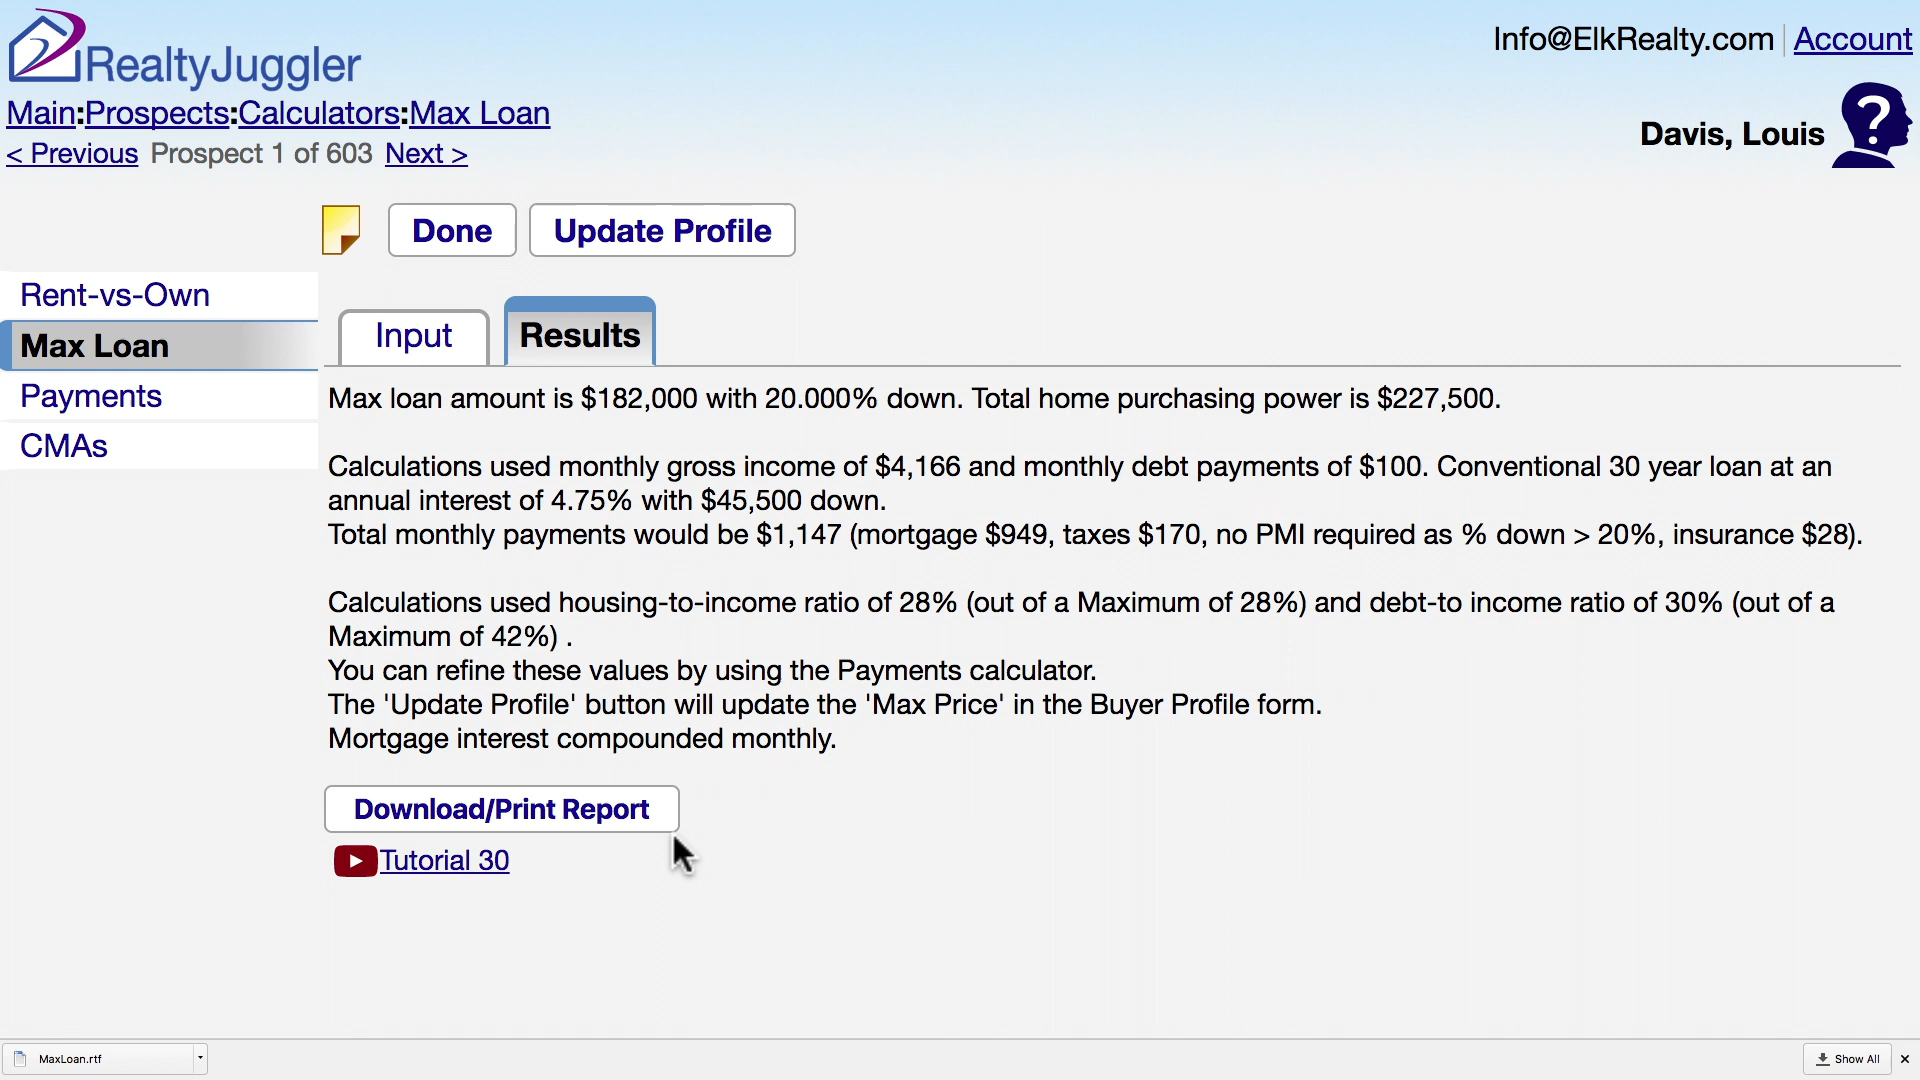 RealtyJuggler
Info@ElkRealty.com Account
Main:Prospects:Calculators:Max Loan
Davis, Louis
?
< Previous Prospect 1 of 603 Next >
Done Update Profile
Rent-vs-Own
Max Loan
Payments
CMAs
Input Results
Max loan amount is $182,000 with 20.000% down. Total home purchasing power is $227,500.
Calculations used monthly gross income of $4,166 and monthly debt payments of $100. Conventional 30 year loan at an
annual interest of 4.75% with $45,500 down.
Total monthly payments would be $1,147 (mortgage $949, taxes $170, no PMI required as % down > 20%, insurance $28).
Calculations used housing-to-income ratio of 28% (out of a Maximum of 28%) and debt-to income ratio of 30% (out of a
Maximum of 42%) .
You can refine these values by using the Payments calculator.
The 'Update Profile' button will update the 'Max Price' in the Buyer Profile form.
Mortgage interest compounded monthly.
Download/Print Report
Tutorial 30
MaxLoan.rtf
Show All